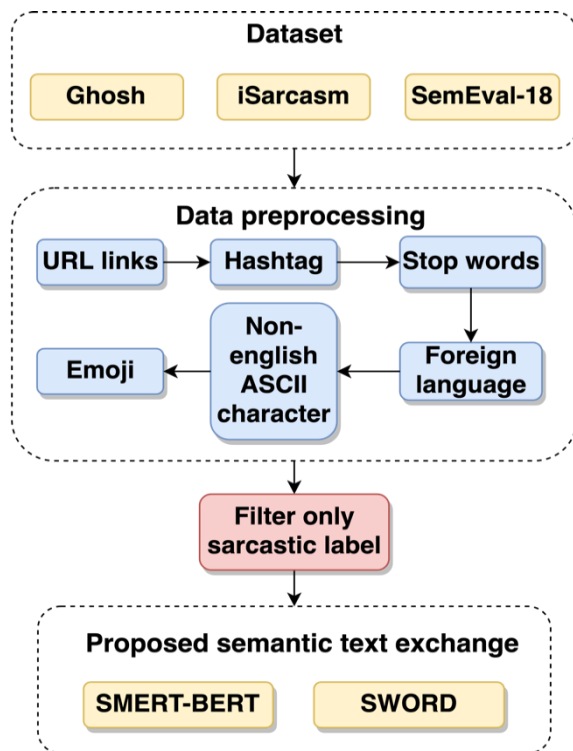 Dataset
Ghosh
iSarcasm
SemEval-18
Data preprocessing
URL links
Hashtag
Stop words
Foreign
language
Non-
english
ASCII
character
Emoji
Filter only
sarcastic label
Proposed semantic text exchange
SMERT-BERT
SWORD